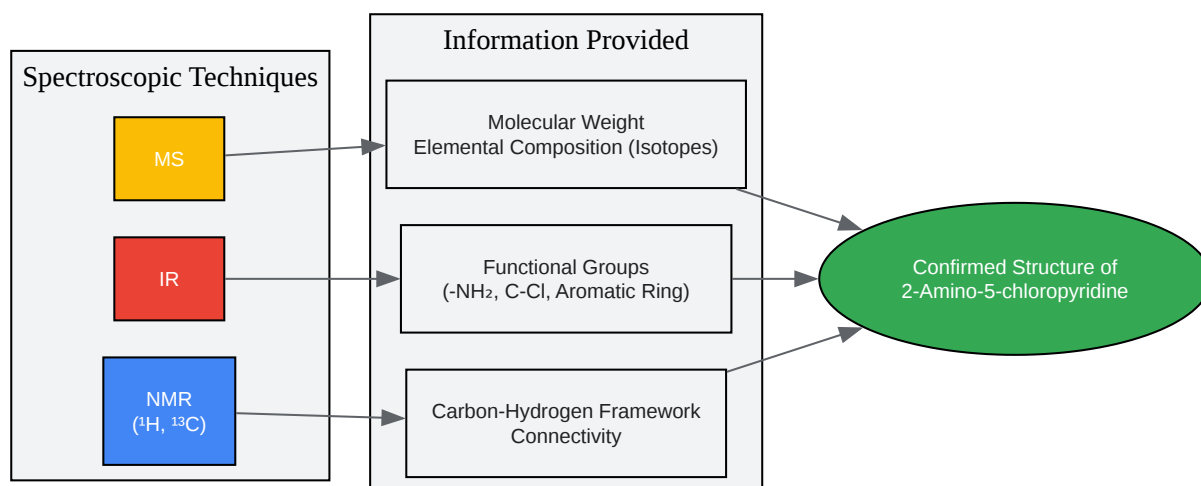 Spectroscopic Techniques
MS
IR
NMR
(¹H, ¹³C)
Information Provided
Molecular Weight
Elemental Composition (Isotopes)
Functional Groups
(-NH₂, C-Cl, Aromatic Ring)
Carbon-Hydrogen Framework
Connectivity
Confirmed Structure of
2-Amino-5-chloropyridine